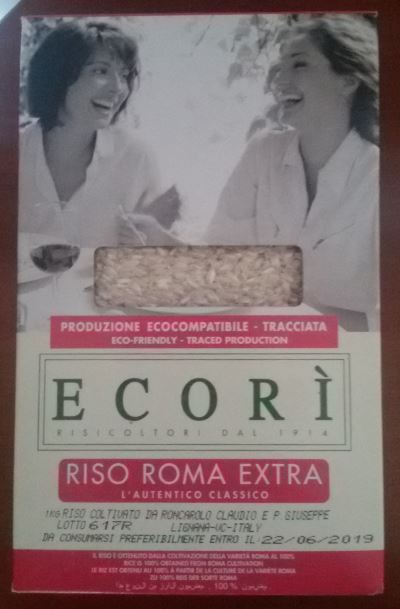 PRODUZIONE ECOCOMPATIBILE - TRACCIATA
ECO-FRIENDLY - TRACED PRODUCTION
ECORÌ
RISICOLTORI DAL 1914
RISO ROMA EXTRA
L'AUTENTICO CLASSICO
1KG RISO COLTIVATO DA RONCAROLO CLAUDIO E P. GIUSEPPE
LOTTO 617R LIGNANA-VC-ITALY
DA CONSUMARSI PREFERIBILMENTE ENTRO IL 22/06/2019
IL RISO È OTTENUTO DALLA COLTIVAZIONE DELLA VARIETÀ ROMA AL 100%
RICE IS 100% OBTAINED FROM ROMA CULTIVATION
LE RIZ EST OBTENU AU 100% À PARTIR DE LA CULTURE DE LA VARIÉTÉ ROMA
ZU 100% REIS DER SORTE ROMA